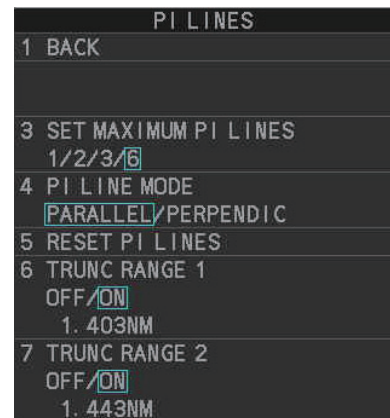 PI LINES
1 BACK
3 SET MAXIMUM PI LINES
1/2/3/6
4 PI LINE MODE
PARALLEL/PERPENDIC
5 RESET PI LINES
6 TRUNC RANGE 1
OFF/ON
1. 403NM
7 TRUNC RANGE 2
OFF/ON
1. 443NM